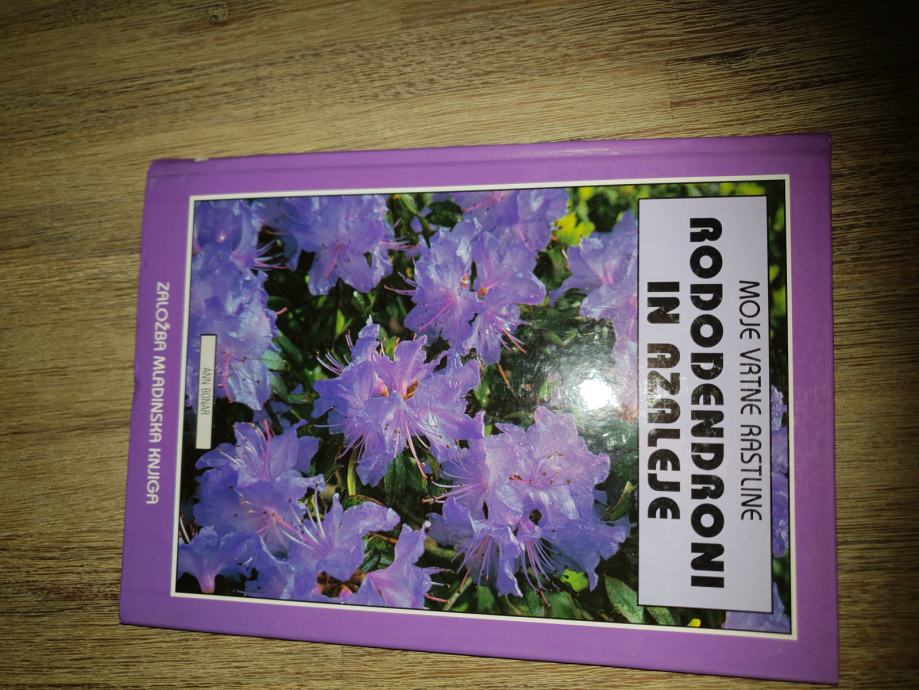 MOJE VRTNE RASTLINE
RODODENDRONI
IN AZALEJE
ANN BONAR
ZALOŽBA MLADINSKA KNJIGA